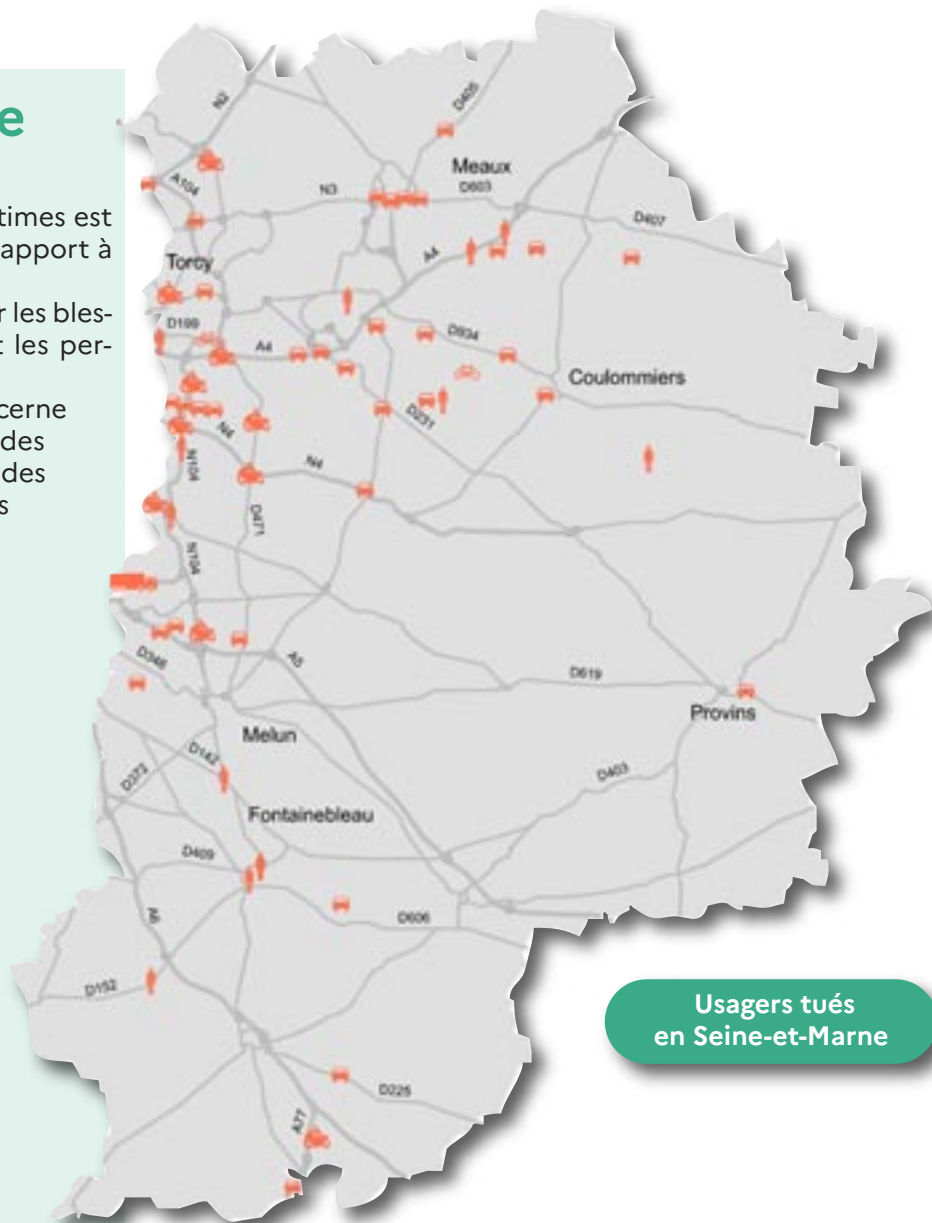 e
times est
apport à
r les bles-
t les per-
cerne
des
des
s
N2
D405
Meaux
A104
N3
D603
D407
Torcy
A4
D199
A4
D934
Coulommiers
D231
N4
N4
N104
D471
N104
D346
A5
D619
Provins
Melun
D142
D372
D403
Fontainebleau
D409
A6
D606
D152
D225
A77
Usagers tués
en Seine-et-Marne